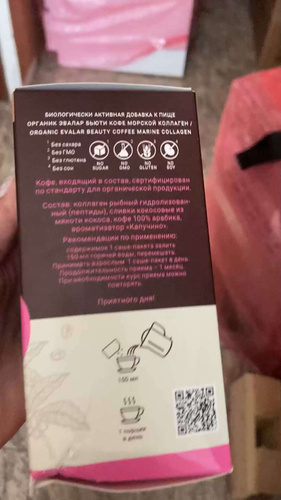 БИОЛОГИЧЕСКИ АКТИВНАЯ ДОБАВКА К ПИЩЕ
ОРГАНИК ЭВАЛАР БЬЮТИ КОФЕ МОРСКОЙ КОЛЛАГЕН /
ORGANIC EVALAR BEAUTY COFFEE MARINE COLLAGEN
1 Без сахара
2 Без ГМО
3 Без глютена
4 Без сои
NO SUGAR
NO GMO
NO GLUTEN
NO SOY
Кофе, входящий в состав, сертифицирован
по стандарту для органической продукции.
Состав: коллаген рыбный гидролизован-
ный (пептиды), сливки кокосовые из
мякоти кокоса, кофе 100% арабика,
ароматизатор «Капучино».
Рекомендации по применению:
содержимое 1 саше-пакета залить
150 мл горячей воды, перемешать.
Принимать взрослым 1 саше-пакет в день.
Продолжительность приема – 1 месяц.
При необходимости курс приема можно
повторить.
Приятного дня!
150 мл
1 порция
в день